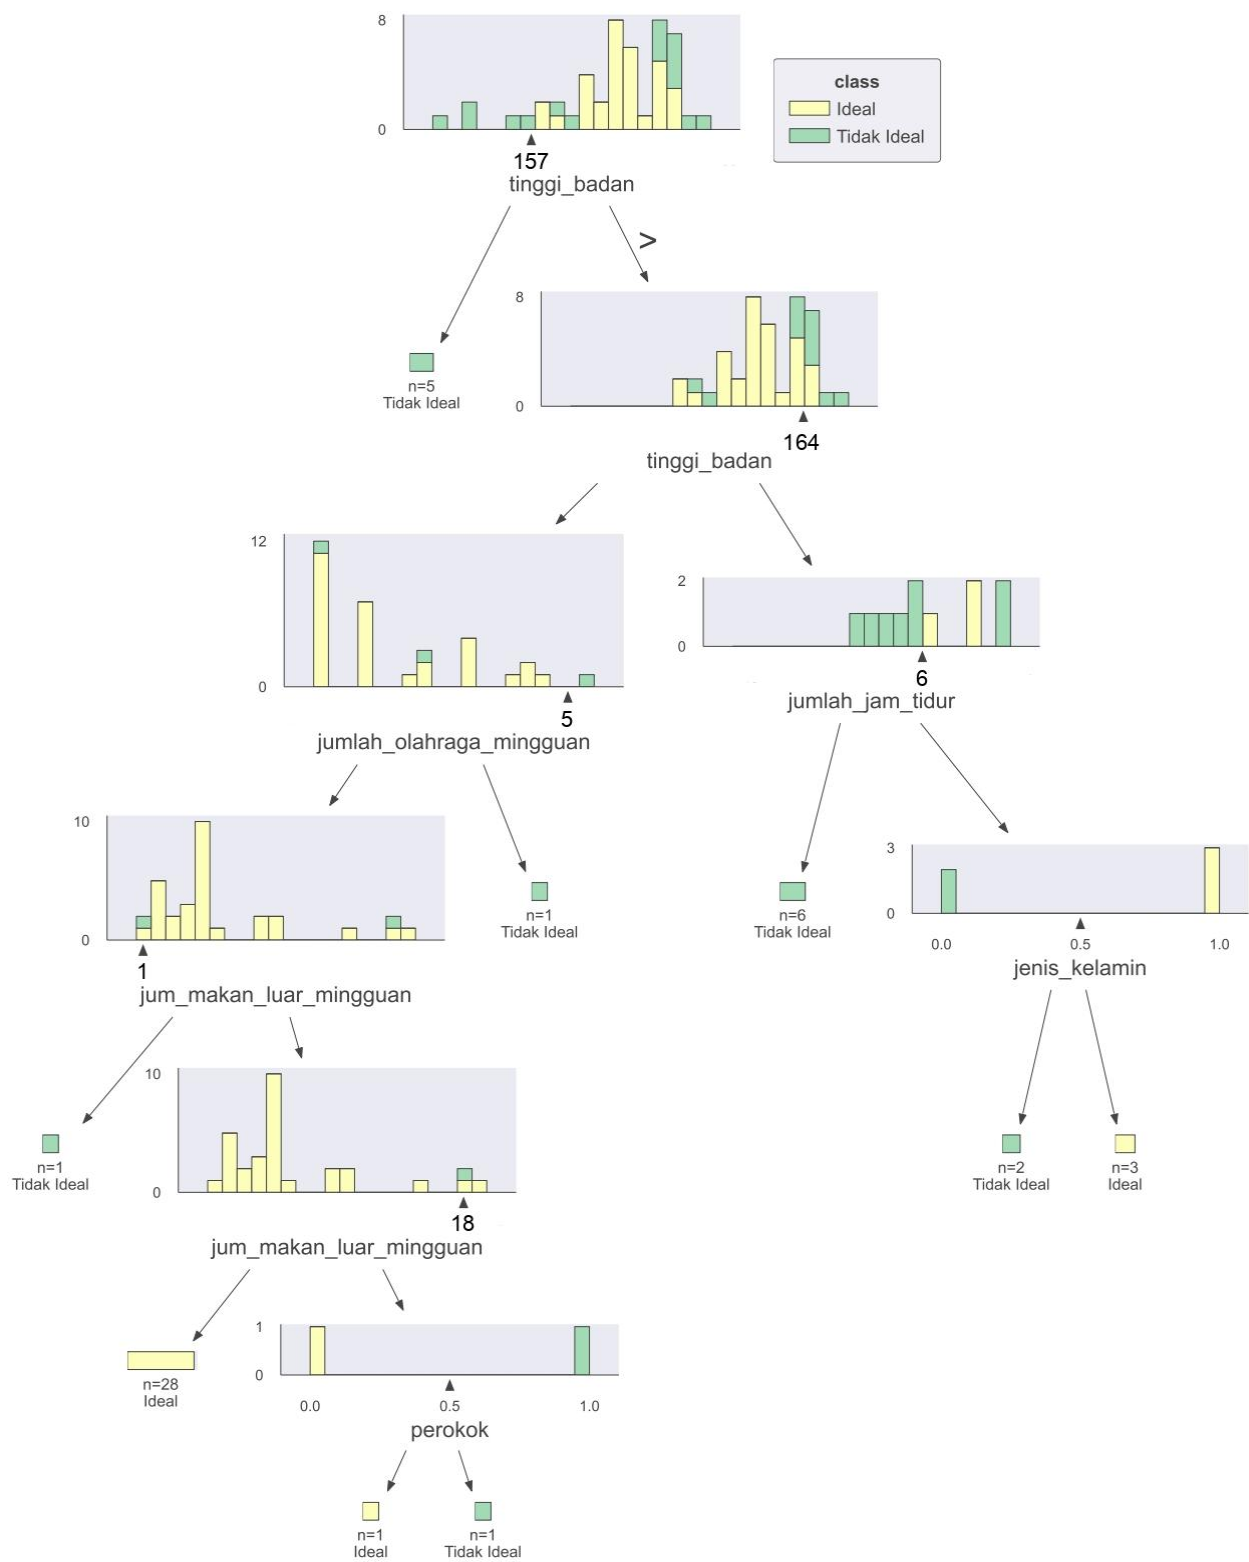 8
0
class
Ideal
Tidak Ideal
157
tinggi_badan
>
n=5
Tidak Ideal
8
0
164
tinggi_badan
12
0
5
jumlah_olahraga_mingguan
2
0
6
jumlah_jam_tidur
10
0
1
jum_makan_luar_mingguan
n=1
Tidak Ideal
n=6
Tidak Ideal
3
0
0.0 0.5 1.0
jenis_kelamin
n=1
Tidak Ideal
10
0
18
jum_makan_luar_mingguan
n=2
Tidak Ideal
n=3
Ideal
n=28
Ideal
1
0
0.0 0.5 1.0
perokok
n=1
Ideal
n=1
Tidak Ideal